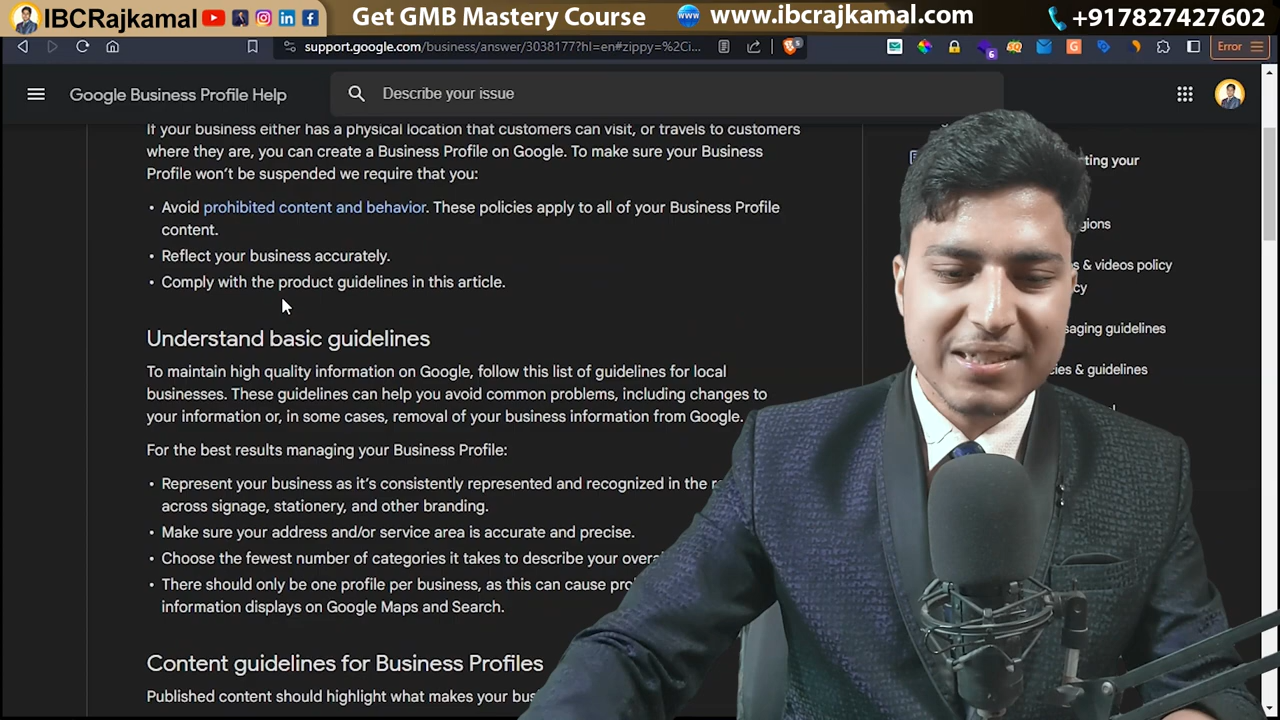 IBCRajkamal
Get GMB Mastery Course
www.ibcrajkamal.com
+917827427602
support.google.com/business/answer/3038177?hl=en#zippy=%2Ci...
5
6
G
Error
Google Business Profile Help
Describe your issue
If your business either has a physical location that customers can visit, or travels to customers
where they are, you can create a Business Profile on Google. To make sure your Business
Profile won't be suspended we require that you:
• Avoid prohibited content and behavior. These policies apply to all of your Business Profile
content.
• Reflect your business accurately.
• Comply with the product guidelines in this article.
Understand basic guidelines
To maintain high quality information on Google, follow this list of guidelines for local
businesses. These guidelines can help you avoid common problems, including changes to
your information or, in some cases, removal of your business information from Google.
For the best results managing your Business Profile:
• Represent your business as it's consistently represented and recognized in the
across signage, stationery, and other branding.
• Make sure your address and/or service area is accurate and precise.
• Choose the fewest number of categories it takes to describe your
• There should only be one profile per business, as this can cause
information displays on Google Maps and Search.
Content guidelines for Business Profiles
Published content should highlight what makes your
your
& videos policy
guidelines
& guidelines